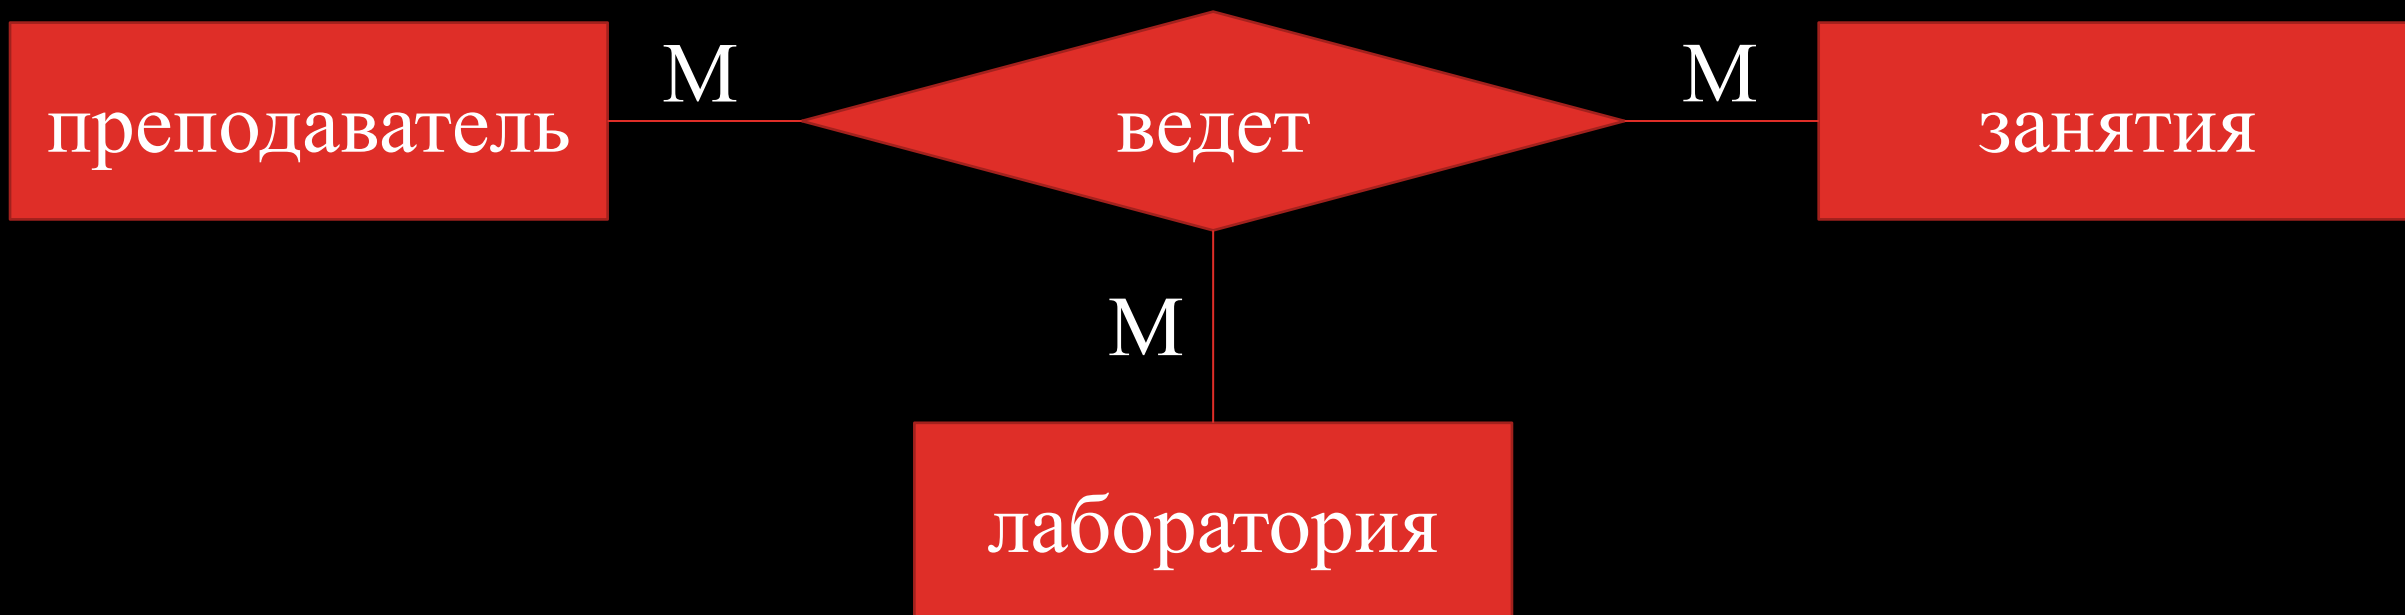 преподаватель
М
ведет
М
занятия
М
лаборатория